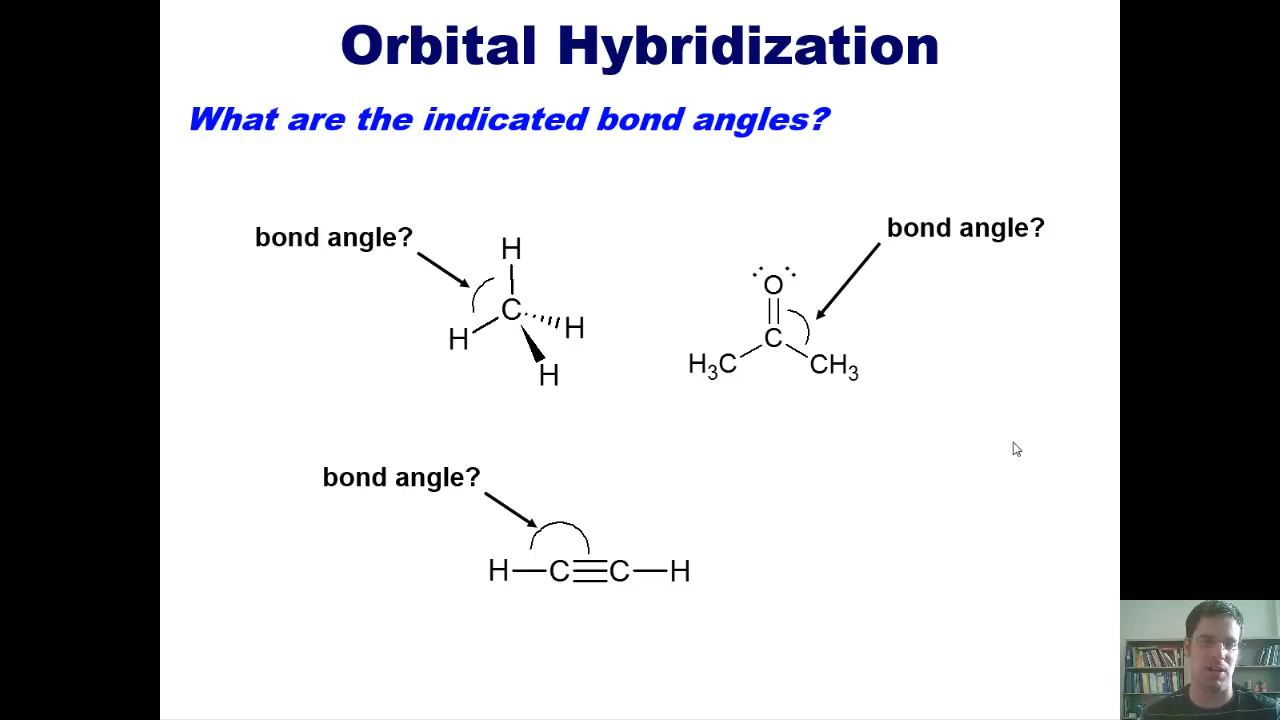 Orbital Hybridization
What are the indicated bond angles?
bond angle?
H
C
H
H
H
bond angle?
O
C
H3C
CH3
bond angle?
H—C≡C—H